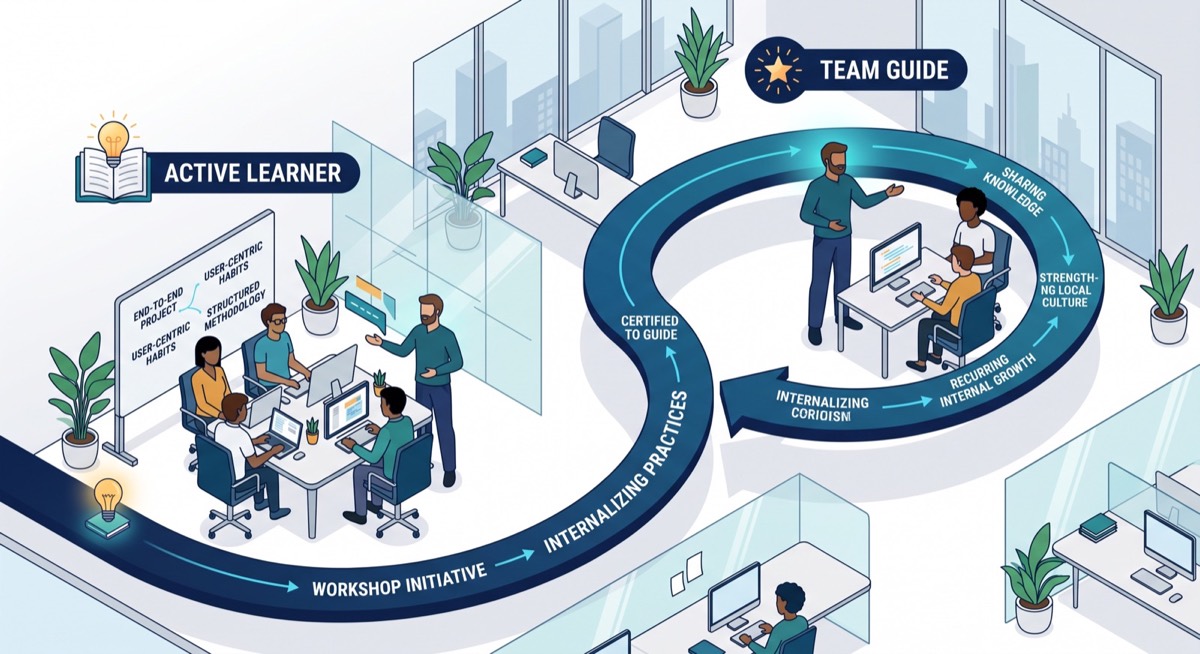 ACTIVE LEARNER
TEAM GUIDE
USER-CENTRIC
HABITS
END-TO-END
PROJECT
STRUCTURED
METHODOLOGY
USER-CENTRIC
HABITS
WORKSHOP INITIATIVE
INTERNALIZING PRACTICES
CERTIFIED
TO GUIDE
SHARING
KNOWLEDGE
STRENGTH-
NG LOCAL
CULTURE
RECURRING
INTERNAL GROWTH
INTERNALIZING